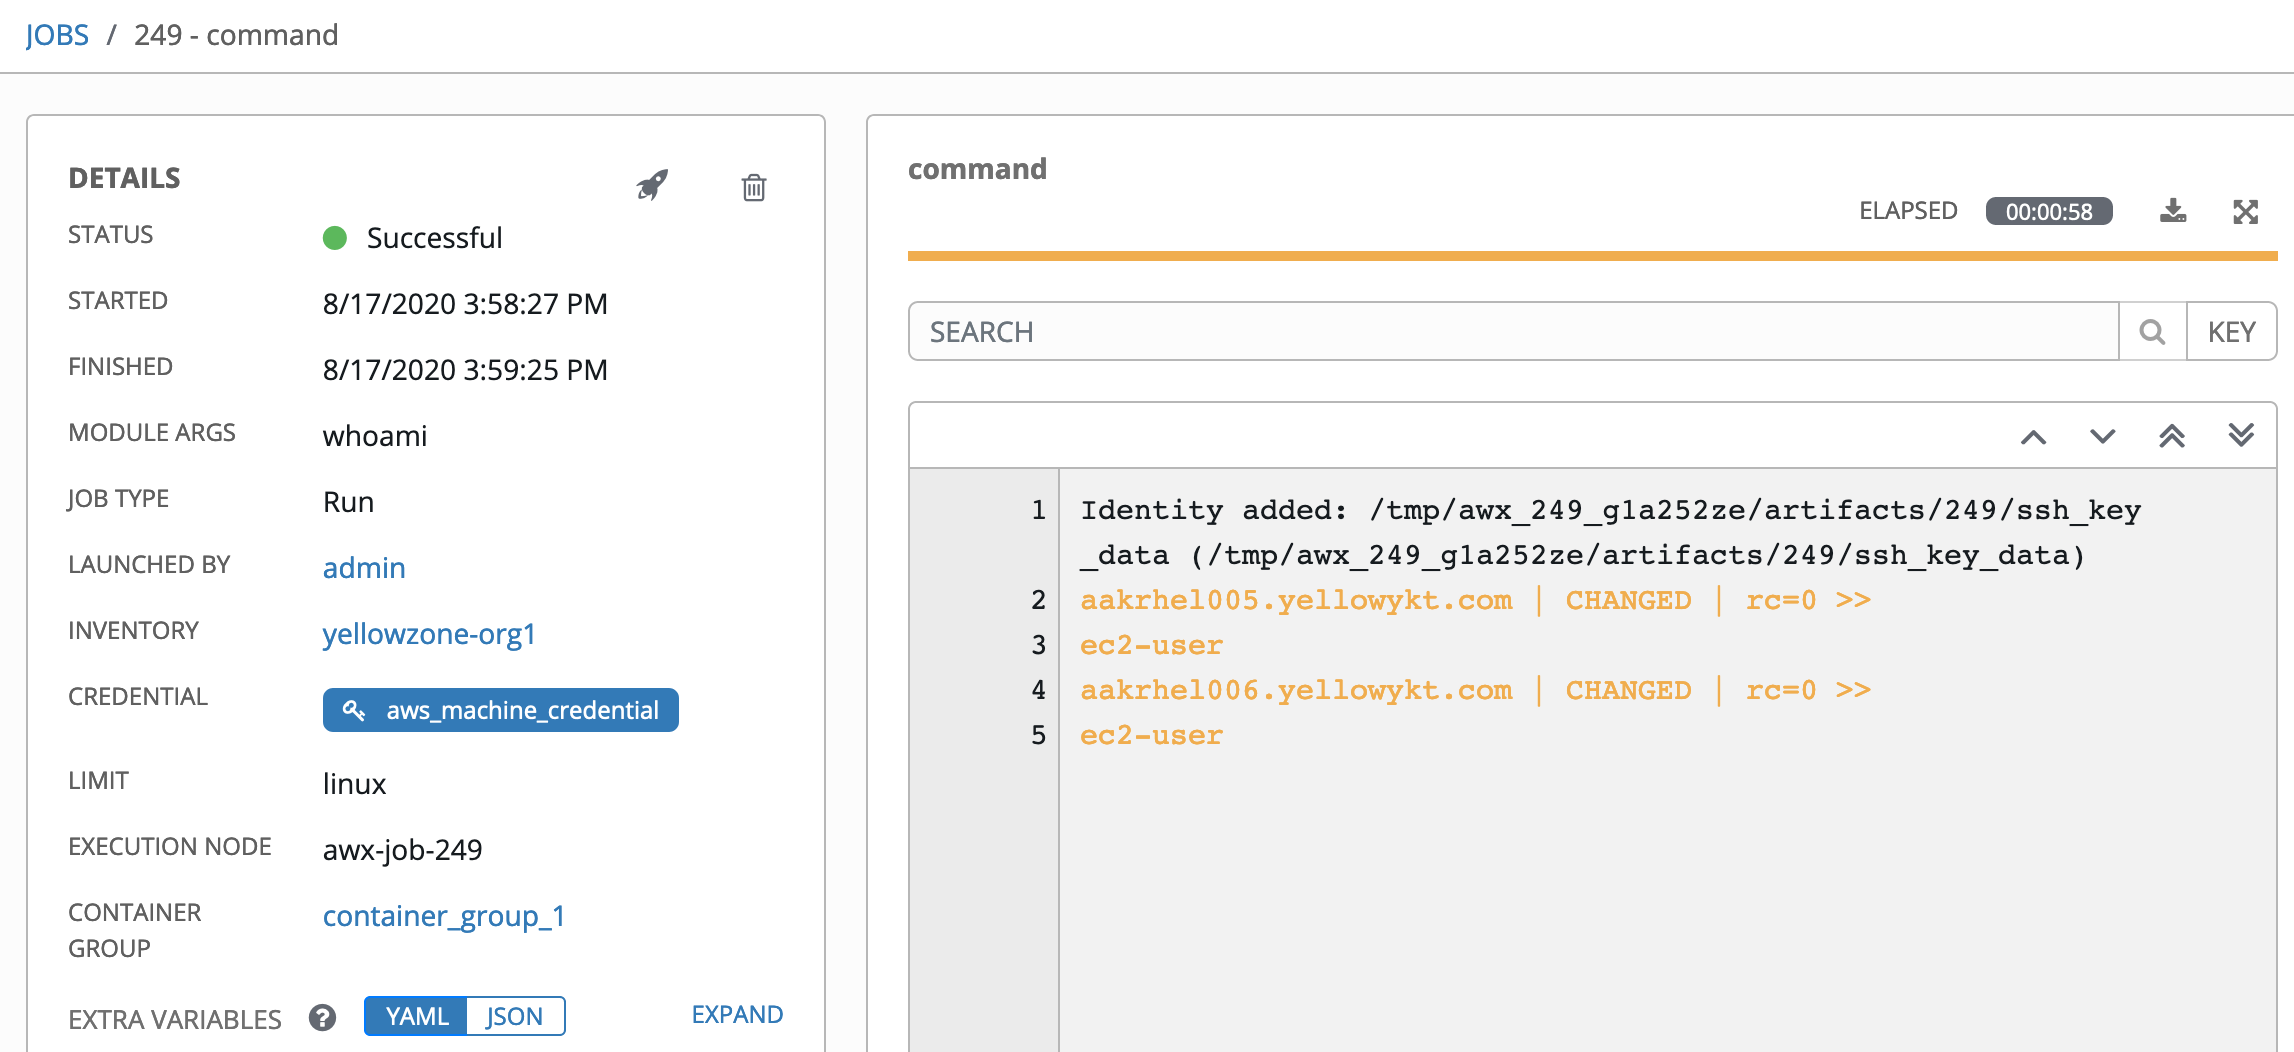 JOBS / 249 - command
DETAILS
STATUS Successful
STARTED 8/17/2020 3:58:27 PM
FINISHED 8/17/2020 3:59:25 PM
MODULE ARGS whoami
JOB TYPE Run
LAUNCHED BY admin
INVENTORY yellowzone-org1
CREDENTIAL aws_machine_credential
LIMIT linux
EXECUTION NODE awx-job-249
CONTAINER GROUP container_group_1
EXTRA VARIABLES ? YAML JSON EXPAND
command
ELAPSED 00:00:58
SEARCH KEY
1 Identity added: /tmp/awx_249_g1a252ze/artifacts/249/ssh_key
_data (/tmp/awx_249_g1a252ze/artifacts/249/ssh_key_data)
2 aakrhel005.yellowykt.com | CHANGED | rc=0 >>
3 ec2-user
4 aakrhel006.yellowykt.com | CHANGED | rc=0 >>
5 ec2-user